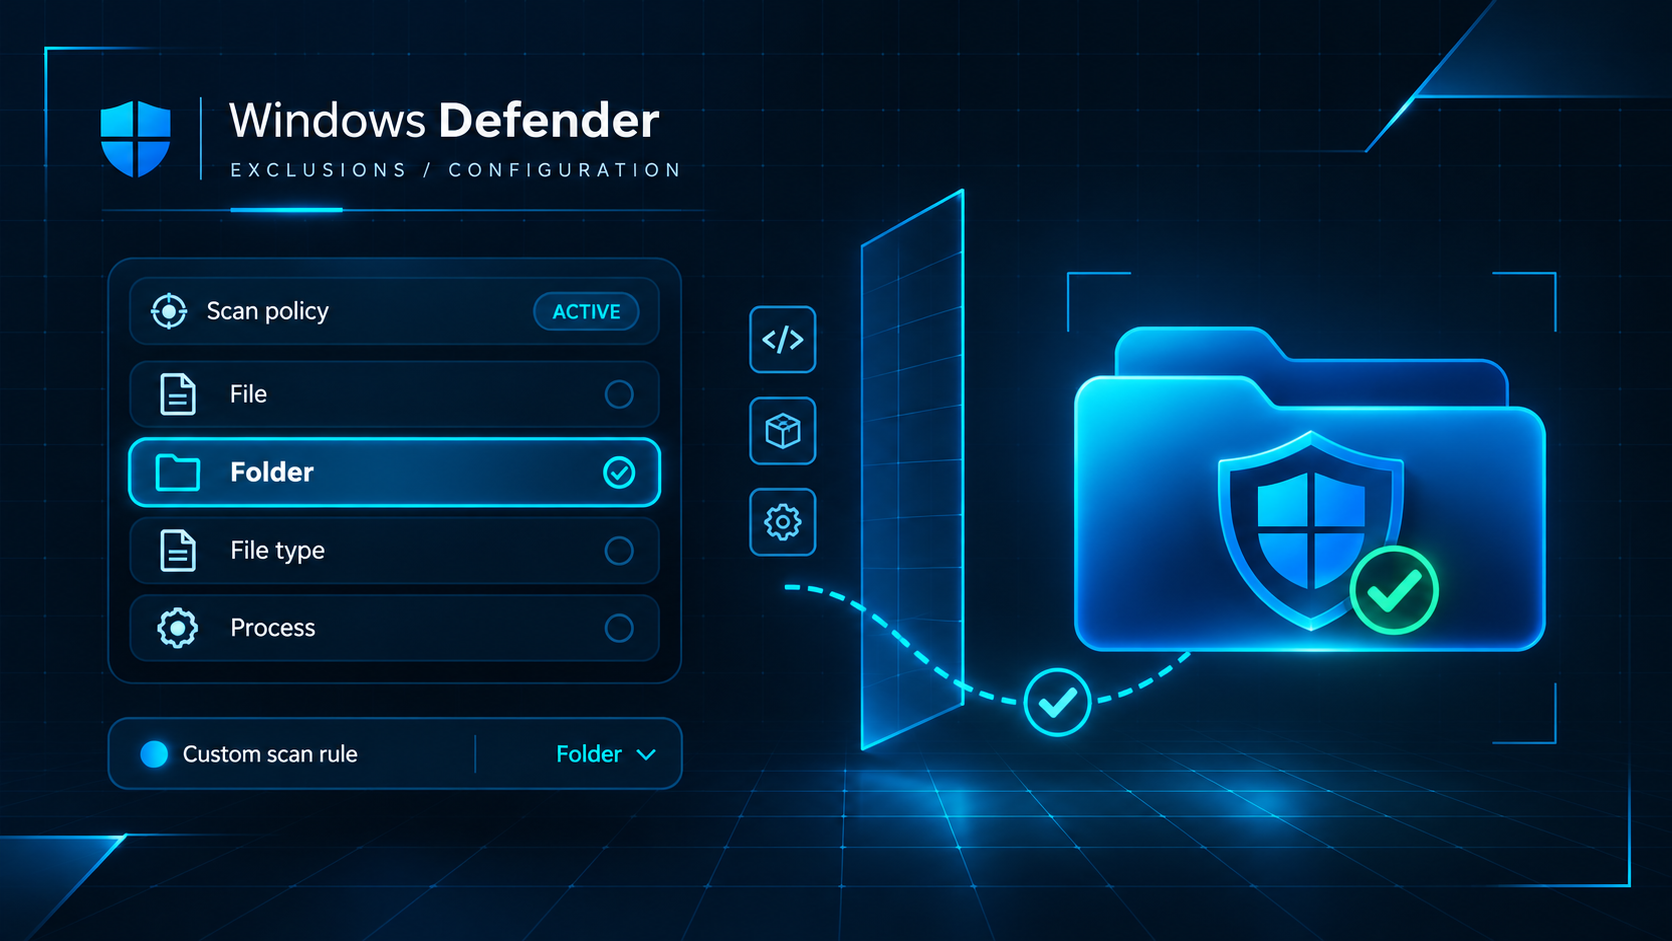 Windows Defender
EXCLUSIONS / CONFIGURATION
Scan policy
ACTIVE
File
Folder
File type
Process
Custom scan rule
Folder